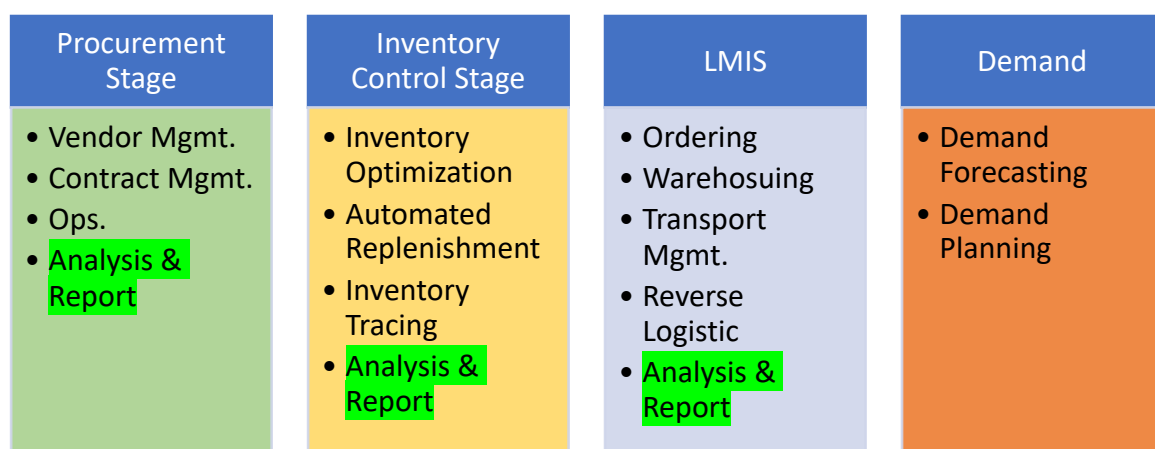 Procurement
Stage
• Vendor Mgmt.
• Contract Mgmt.
• Ops.
• Analysis &
Report
Inventory
Control Stage
• Inventory
Optimization
• Automated
Replenishment
• Inventory
Tracing
• Analysis &
Report
LMIS
• Ordering
• Warehosuing
• Transport
Mgmt.
• Reverse
Logistic
• Analysis &
Report
Demand
• Demand
Forecasting
• Demand
Planning